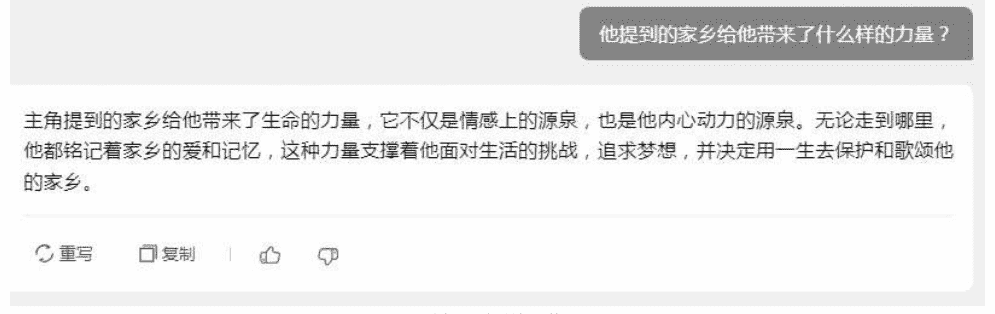 他提到的家乡给他带来了什么样的力量？
主角提到的家乡给他带来了生命的力量，它不仅是情感上的源泉，也是他内心动力的源泉。无论走到哪里，
他都铭记着家乡的爱和记忆，这种力量支撑着他面对生活的挑战，追求梦想，并决定用一生去保护和歌颂他
的家乡。
重写 复制